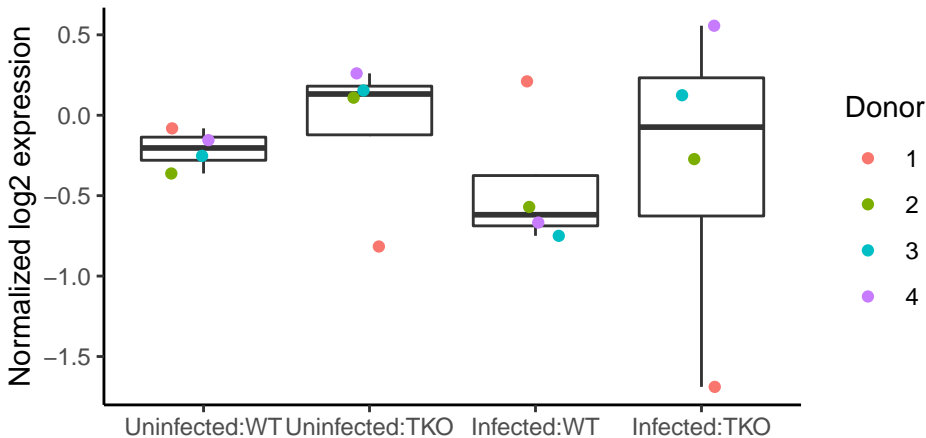 Normalized log2 expression
0.5
0.0
−0.5
−1.0
−1.5
Uninfected:WT
Uninfected:TKO
Infected:WT
Infected:TKO
Donor
1
2
3
4